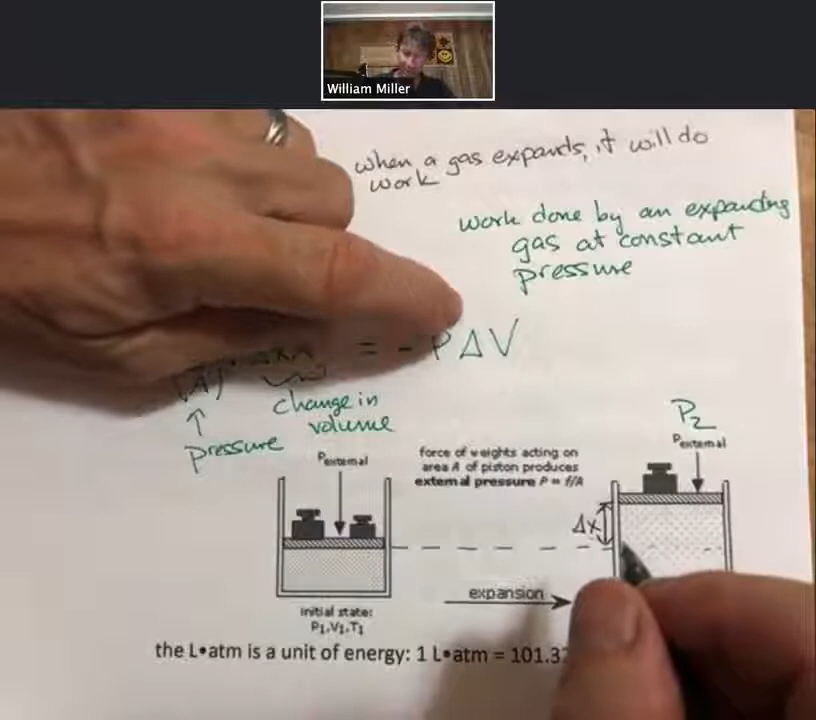 William Miller
when a gas expands, it will do
work
work done by an expanding
gas at constant
pressure
= - P Δ V
change in
volume
pressure
P2
Pexternal
Pexternal
force of weights acting on
area A of piston produces
external pressure P = f/A
Δx
expansion
Initial state:
P1,V1,T1
the L•atm is a unit of energy: 1 L•atm = 101.32